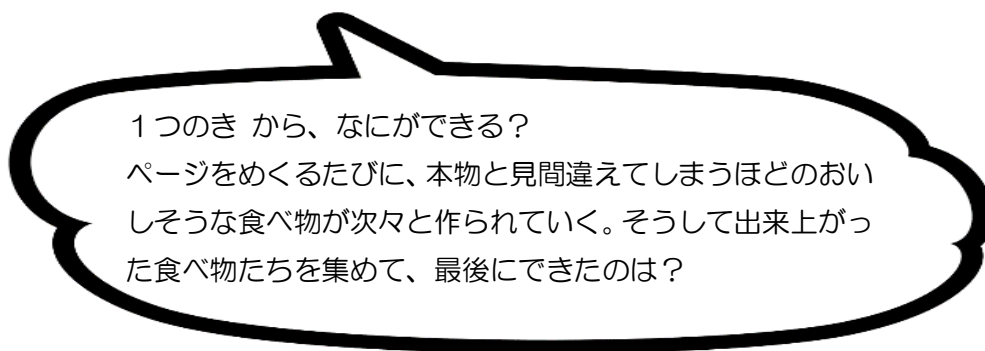 １つのき から、なにができる？
ページをめくるたびに、本物と見間違えてしまうほどのおい
しそうな食べ物が次々と作られていく。そうして出来上がっ
た食べ物たちを集めて、最後にできたのは？